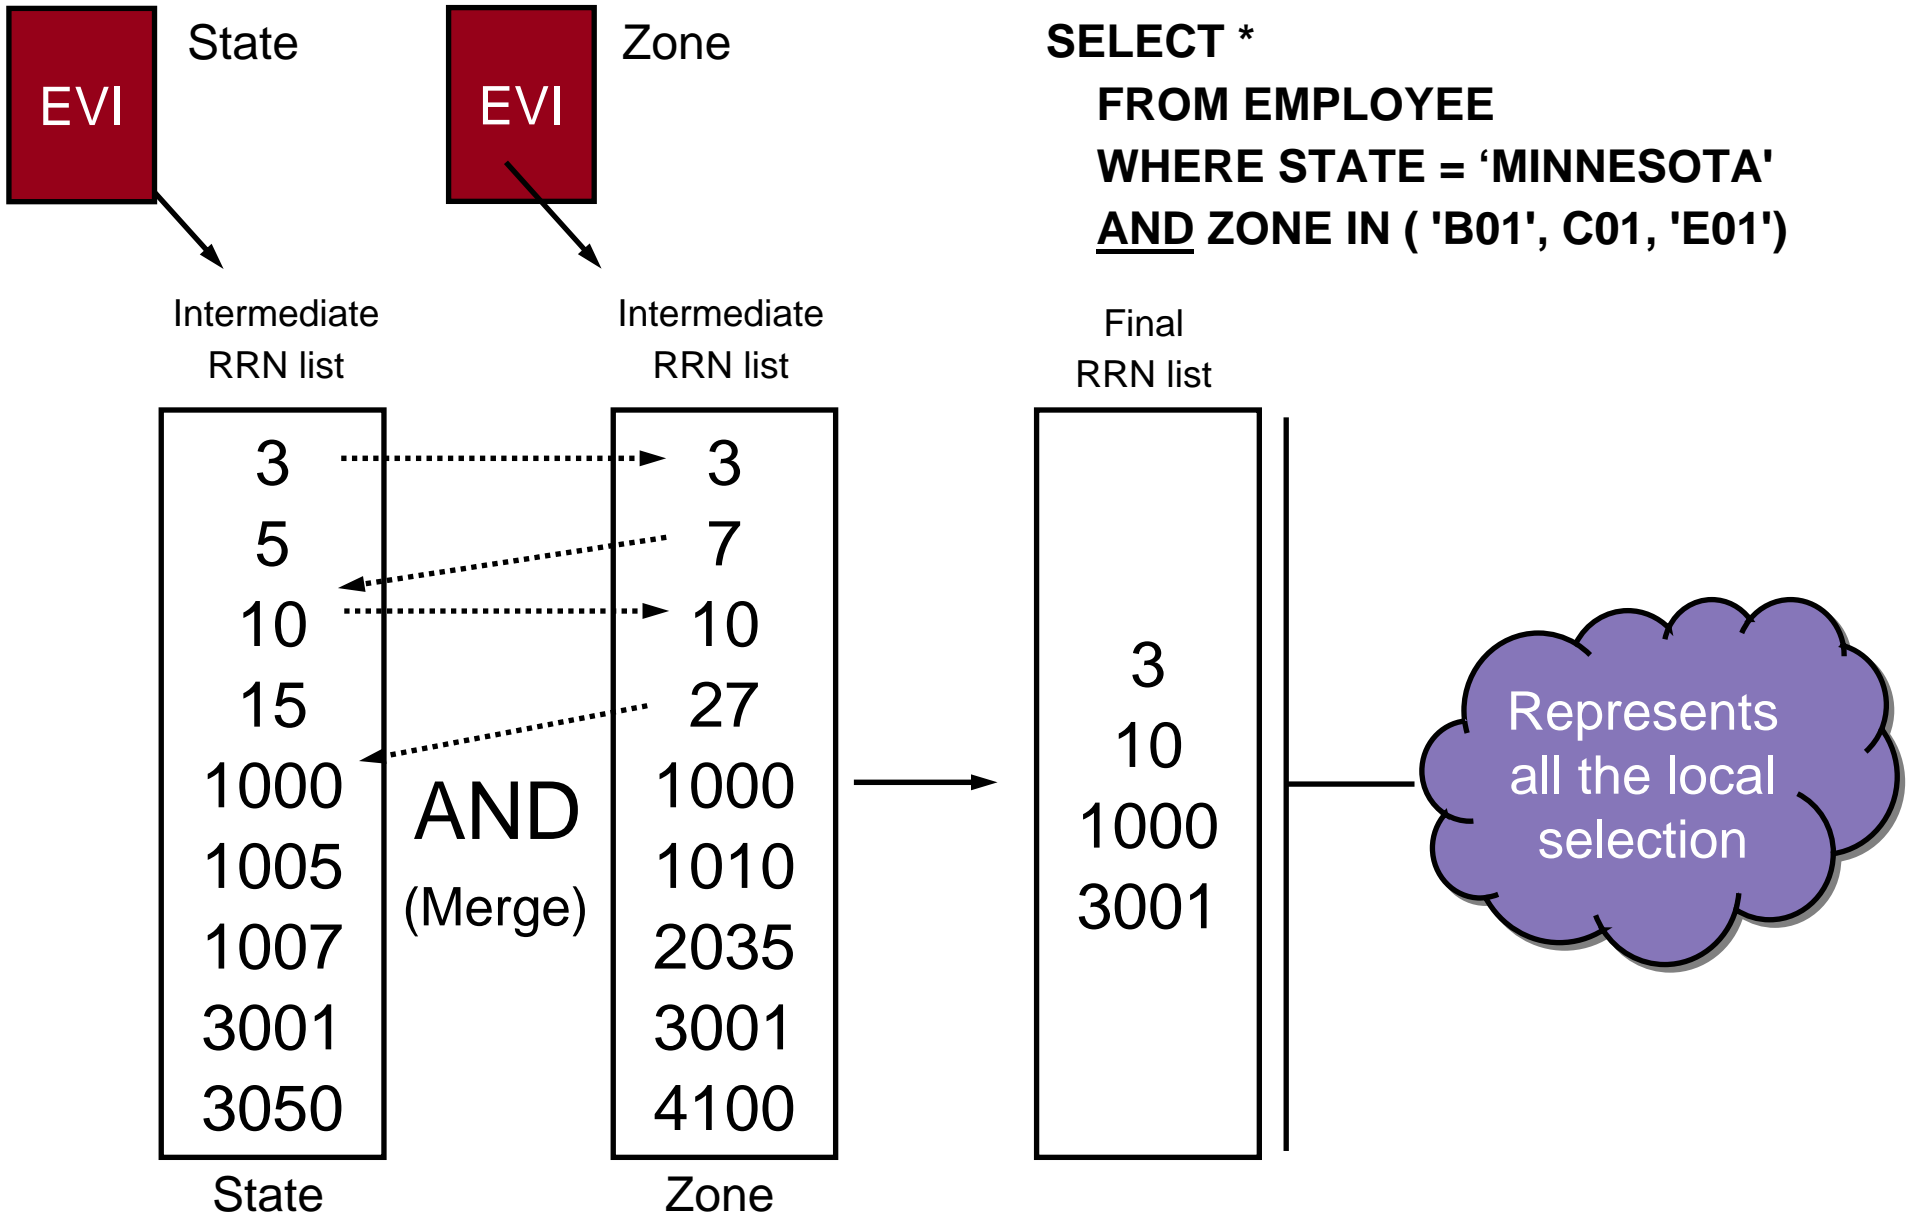 EVI
State
EVI
Zone
SELECT *
FROM EMPLOYEE
WHERE STATE = ‘MINNESOTA'
AND ZONE IN ( 'B01', C01, 'E01')
Intermediate
RRN list
Intermediate
RRN list
Final
RRN list
3
5
10
15
1000
1005
1007
3001
3050
State
AND
(Merge)
3
7
10
27
1000
1010
2035
3001
4100
Zone
3
10
1000
3001
Represents
all the local
selection